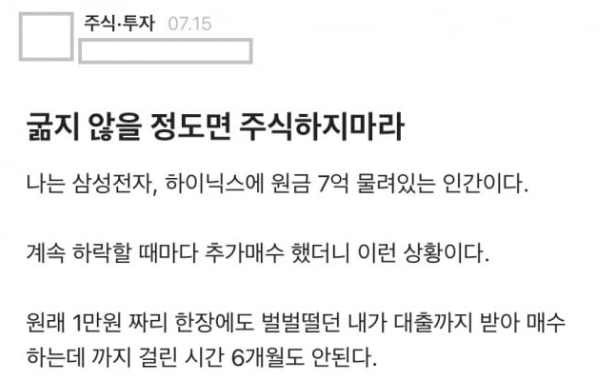 주식·투자 07.15
굶지 않을 정도면 주식하지마라
나는 삼성전자, 하이닉스에 원금 7억 물려있는 인간이다.
계속 하락할 때마다 추가매수 했더니 이런 상황이다.
원래 1만원 짜리 한장에도 벌벌떨던 내가 대출까지 받아 매수
하는데 까지 걸린 시간 6개월도 안된다.